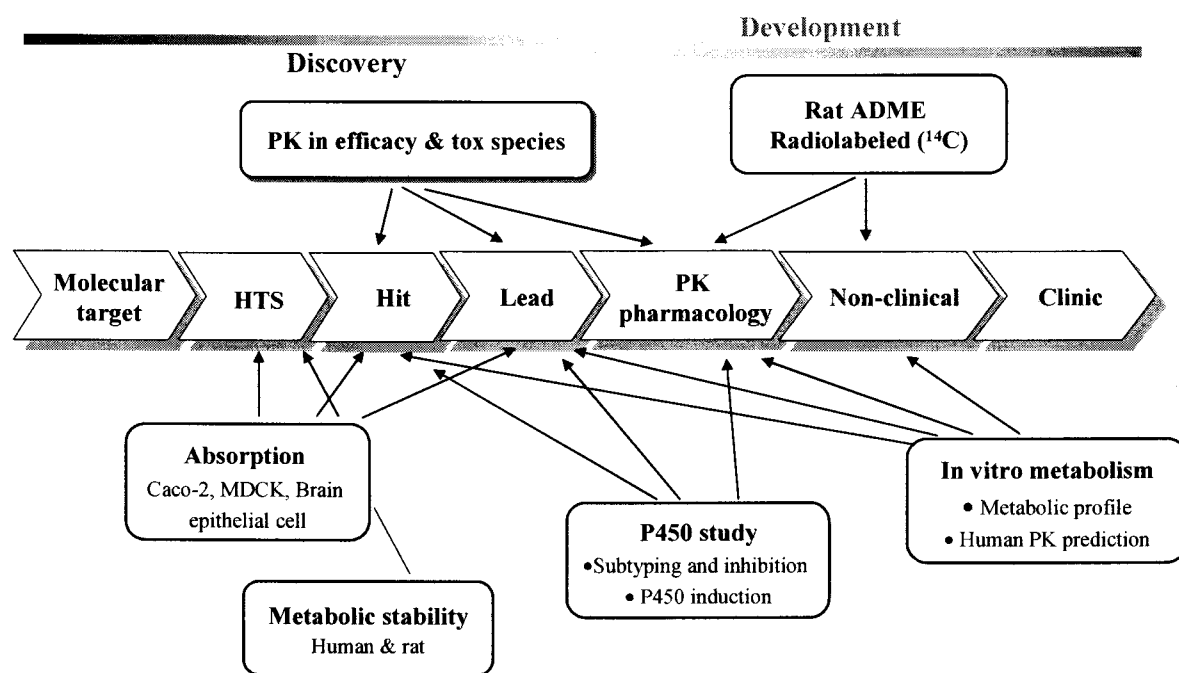 Development
Discovery
PK in efficacy & tox species
Rat ADME
Radiolabeled (¹⁴C)
Molecular
target
HTS
Hit
Lead
PK
pharmacology
Non-clinical
Clinic
Absorption
Caco-2, MDCK, Brain
epithelial cell
Metabolic stability
Human & rat
P450 study
•Subtyping and inhibition
• P450 induction
In vitro metabolism
• Metabolic profile
• Human PK prediction